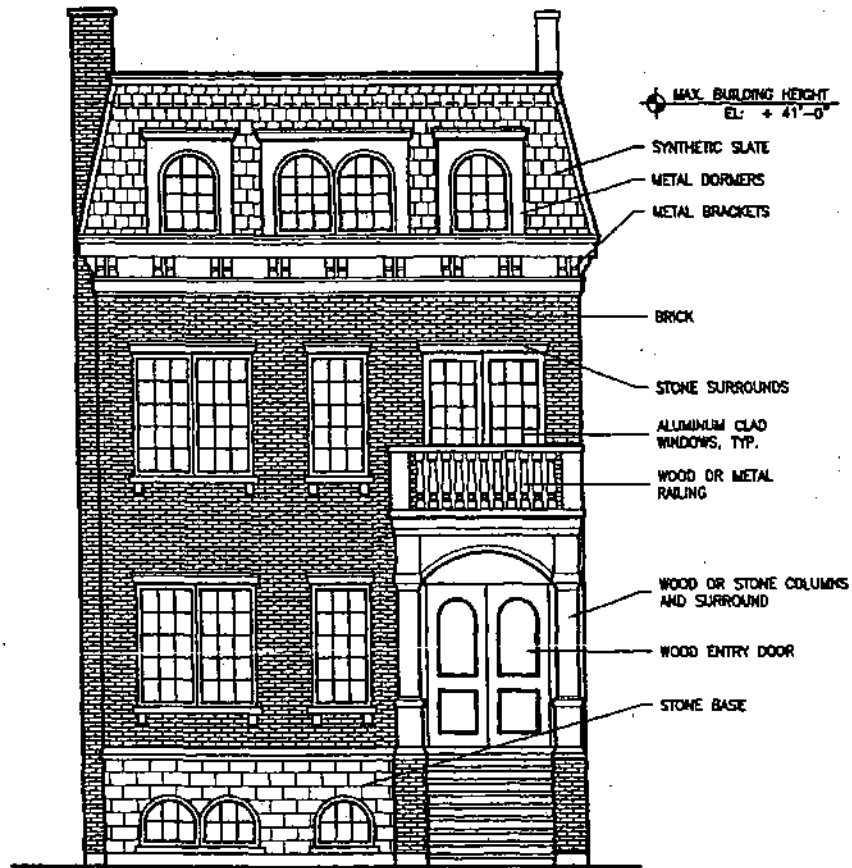 MAX. BUILDING HEIGHT
EL: + 41'-0"
SYNTHETIC SLATE
METAL DORMERS
METAL BRACKETS
BRICK
STONE SURROUNDS
ALUMINUM CLAD
WINDOWS, TYP.
WOOD OR METAL
RAILING
WOOD OR STONE COLUMNS
AND SURROUND
WOOD ENTRY DOOR
STONE BASE